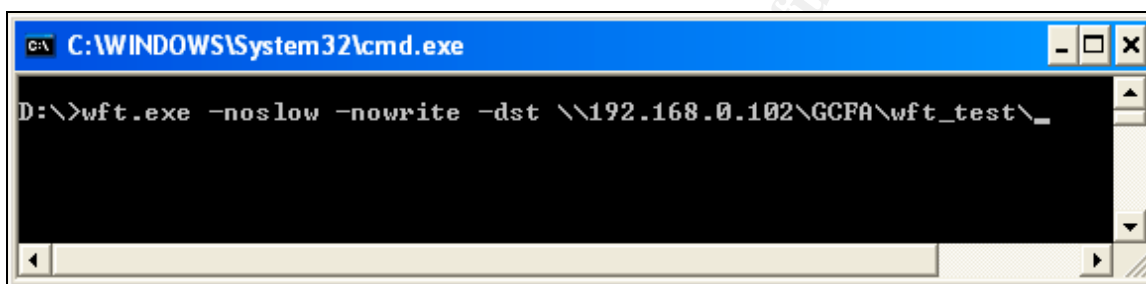 C:\WINDOWS\System32\cmd.exe
D:\>wft.exe -noslow -nowrite -dst \\192.168.0.102\GCFA\wft_test\_